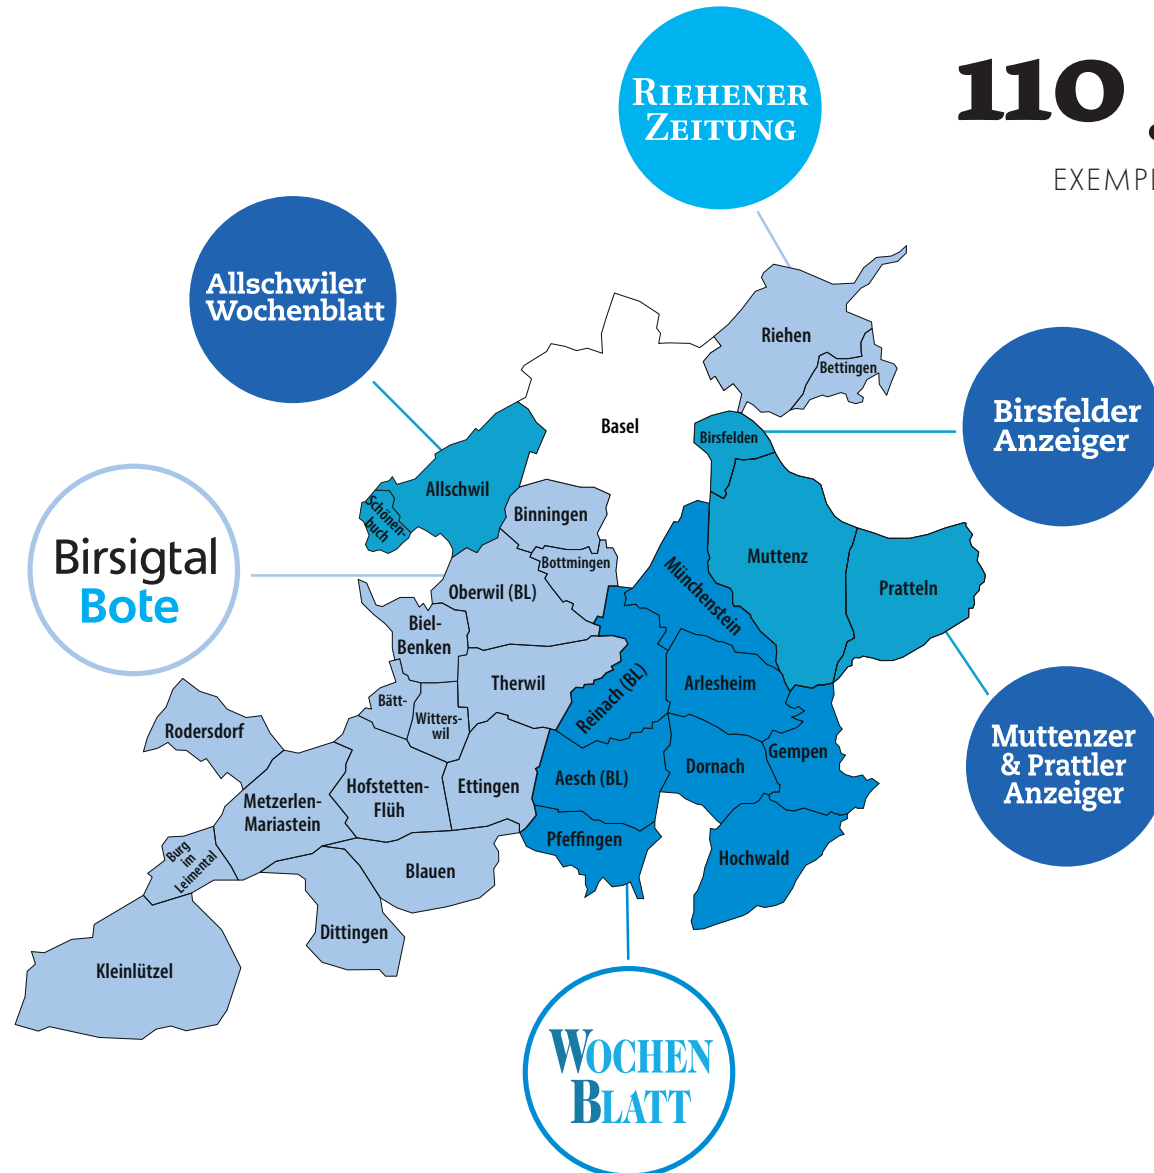 RIEHENER
ZEITUNG
110
EXEMPL
Allschwiler
Wochenblatt
Riehen
Bettingen
Birsfelder
Anzeiger
Basel
Birsfelden
Allschwil
Schönen-
buch
Binningen
Birsigtal
Bote
Bottmingen
Oberwil (BL)
Muttenz
Pratteln
Münchenstein
Biel-
Benken
Therwil
Reinach (BL)
Arlesheim
Bätt-
Witters-
wil
Rodersdorf
Muttenzer
& Prattler
Anzeiger
Gempen
Dornach
Aesch (BL)
Hofstetten-
Flüh
Ettingen
Metzerlen-
Mariastein
Pfeffingen
Hochwald
Burg
im
Leimental
Blauen
Dittingen
Kleinlützel
WOCHEN
BLATT